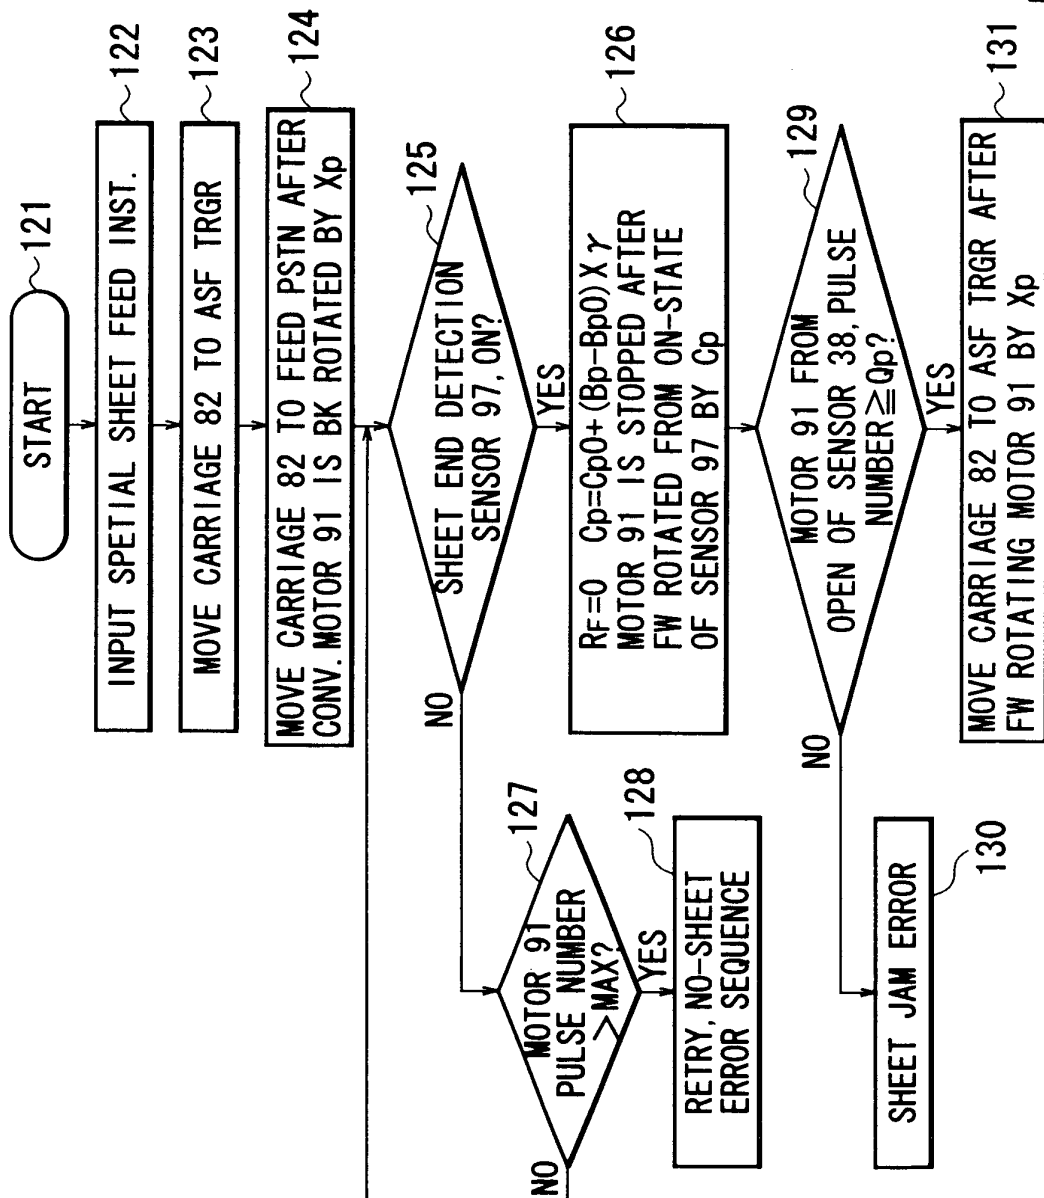 START
121
INPUT SPETIAL SHEET FEED INST.
122
MOVE CARRIAGE 82 TO ASF TRGR
123
MOVE CARRIAGE 82 TO FEED PSTN AFTER
CONV. MOTOR 91 IS BK ROTATED BY Xp
124
SHEET END DETECTION
SENSOR 97, ON?
125
NO
YES
MOTOR 91
PULSE NUMBER
>MAX?
127
NO
YES
RETRY, NO-SHEET
ERROR SEQUENCE
128
RF=0 Cp=Cp0+(Bp-Bp0)Xγ
MOTOR 91 IS STOPPED AFTER
FW ROTATED FROM ON-STATE
OF SENSOR 97 BY Cp
126
MOTOR 91 FROM
OPEN OF SENSOR 38, PULSE
NUMBER≧Qp?
129
NO
YES
SHEET JAM ERROR
130
MOVE CARRIAGE 82 TO ASF TRGR AFTER
FW ROTATING MOTOR 91 BY Xp
131